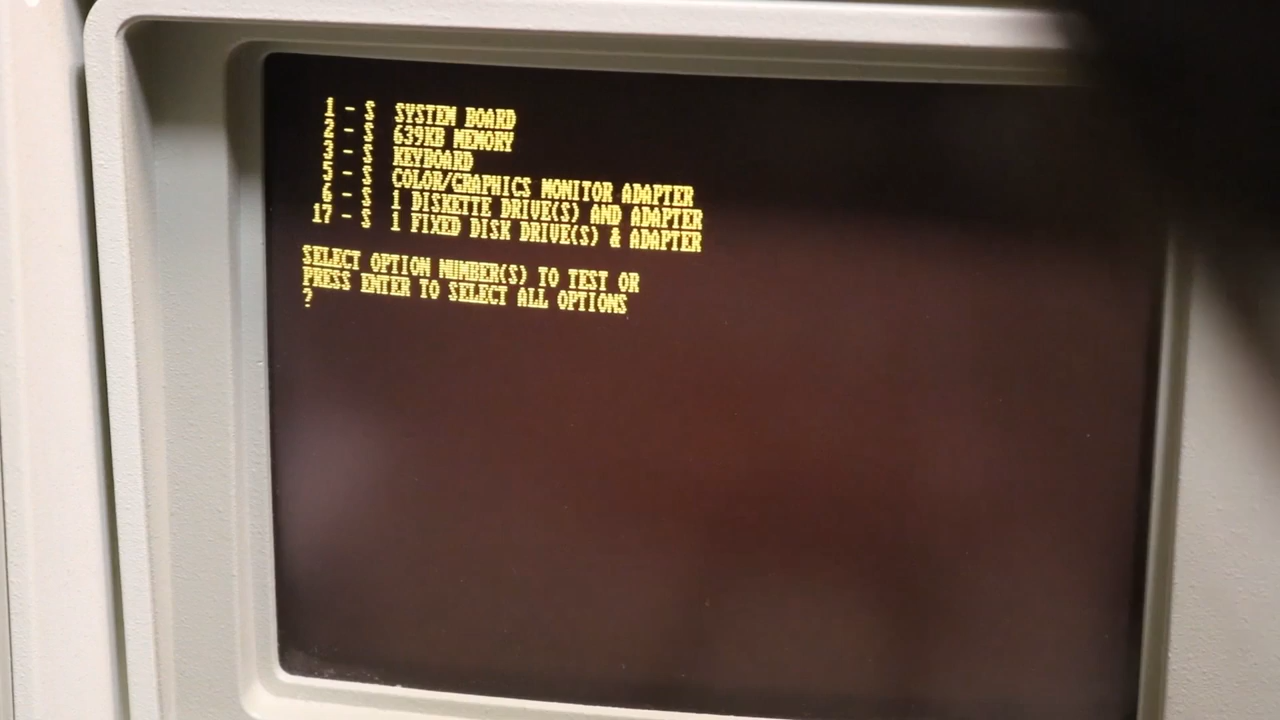 1 - S SYSTEM BOARD
2 - S 639KB MEMORY
3 - S KEYBOARD
5 - S COLOR/GRAPHICS MONITOR ADAPTER
6 - S 1 DISKETTE DRIVE(S) AND ADAPTER
17 - S 1 FIXED DISK DRIVE(S) & ADAPTER
SELECT OPTION NUMBER(S) TO TEST OR
PRESS ENTER TO SELECT ALL OPTIONS
?